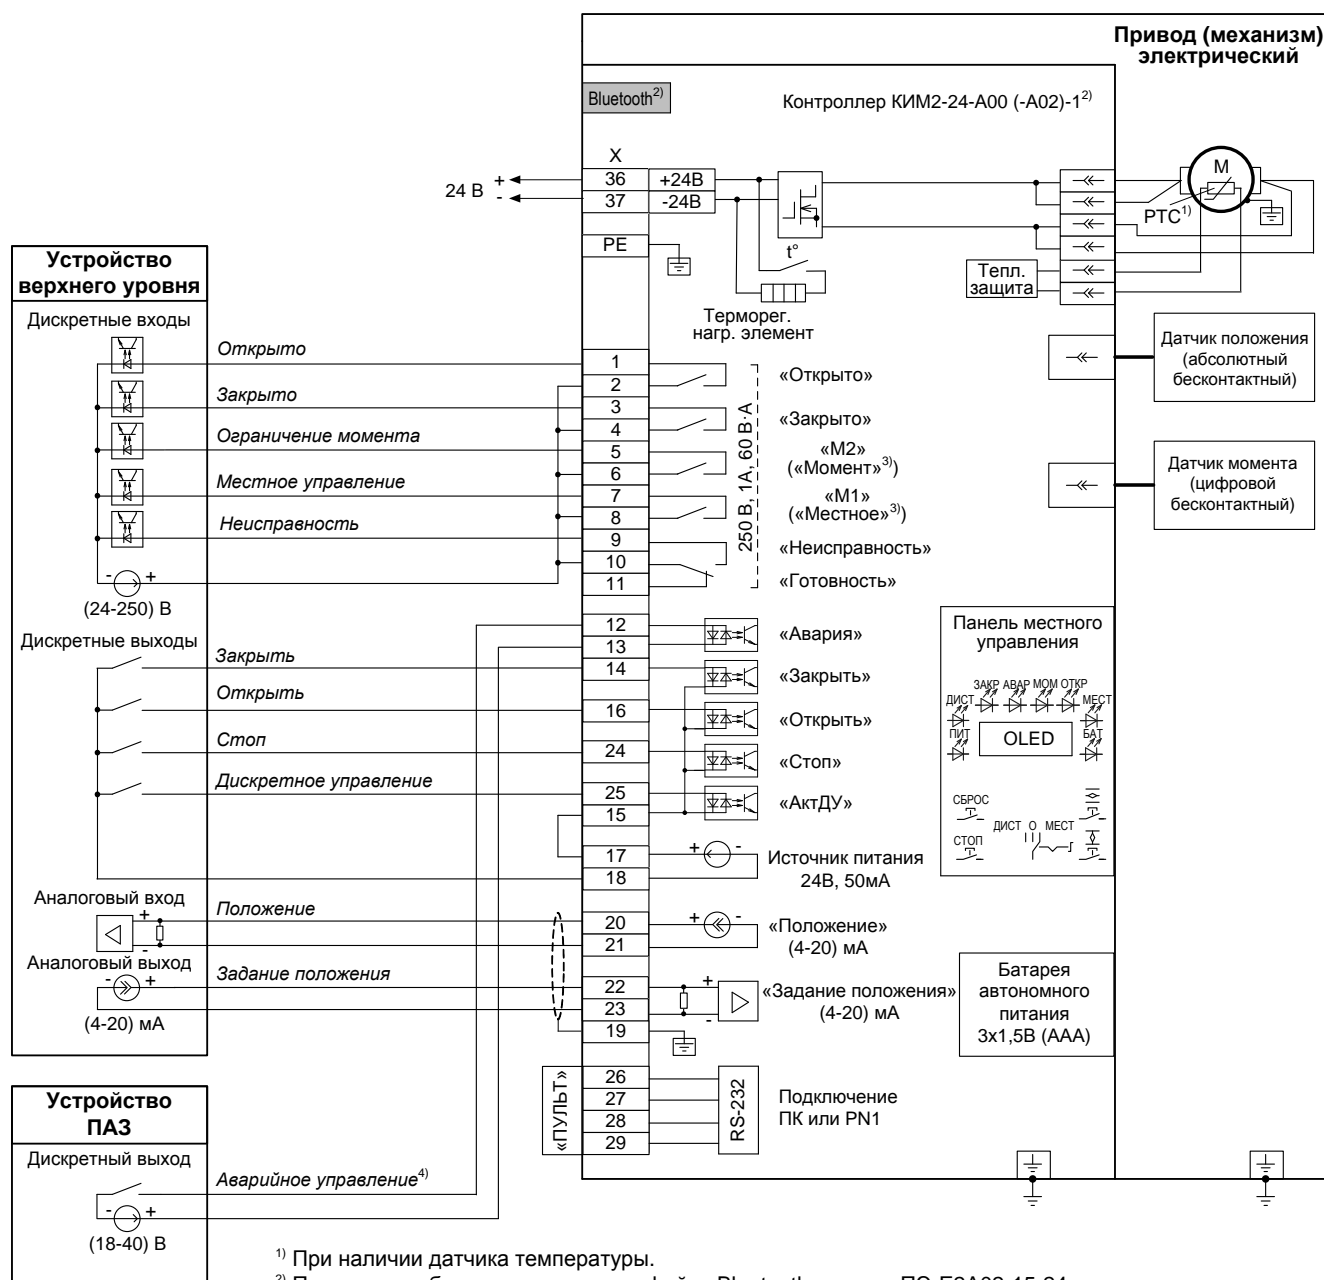 Привод (механизм)
электрический
Bluetooth2)
Контроллер КИМ2-24-А00 (-А02)-12)
X
24 В
+
-
36
+24В
37
-24В
PE
t°
Терморег.
нагр. элемент
Тепл.
защита
M
PTC1)
Датчик положения
(абсолютный
бесконтактный)
Датчик момента
(цифровой
бесконтактный)
Устройство
верхнего уровня
Дискретные входы
Открыто
Закрыто
Ограничение момента
Местное управление
Неисправность
- +
(24-250) В
1
2
3
4
5
6
7
8
9
10
11
250 В, 1А, 60 В·А
«Открыто»
«Закрыто»
«М2»
(«Момент»3))
«М1»
(«Местное»3))
«Неисправность»
«Готовность»
Дискретные выходы
Закрыть
Открыть
Стоп
Дискретное управление
12
13
14
16
24
25
15
17
18
«Авария»
«Закрыть»
«Открыть»
«Стоп»
«АктДУ»
+ -
Источник питания
24В, 50мА
Панель местного
управления
ЗАКР АВАР МОМ ОТКР
ДИСТ
МЕСТ
ПИТ
OLED
БАТ
СБРОС
ДИСТ О МЕСТ
СТОП
Аналоговый вход
+
-
Положение
20
21
+ -
«Положение»
(4-20) мА
Аналоговый выход
- +
(4-20) мА
Задание положения
22
23
19
+
-
«Задание положения»
(4-20) мА
Батарея
автономного
питания
3х1,5В (ААА)
«ПУЛЬТ»
26
27
28
29
RS-232
Подключение
ПК или PN1
Устройство
ПАЗ
Дискретный выход
- +
(18-40) В
Аварийное управление4)
1) При наличии датчика температуры.